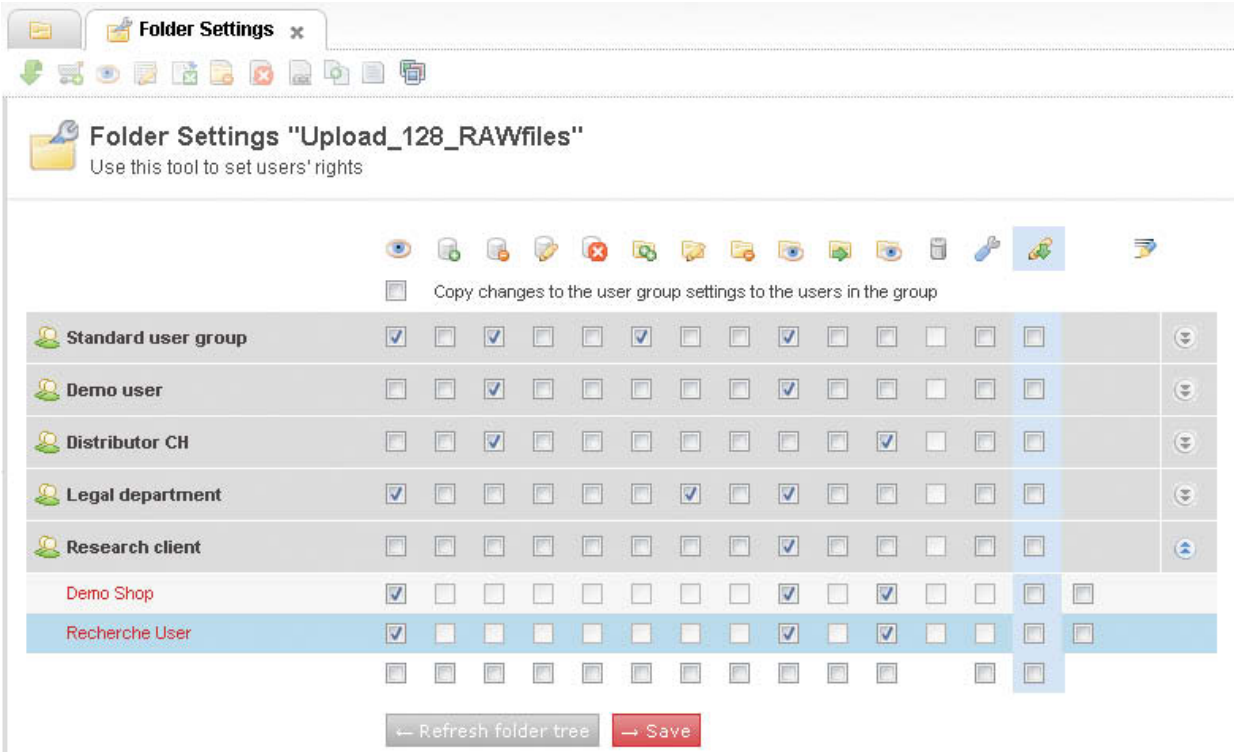 Folder Settings
Folder Settings "Upload_128_RAWfiles"
Use this tool to set users' rights
Copy changes to the user group settings to the users in the group
Standard user group
Demo user
Distributor CH
Legal department
Research client
Demo Shop
Recherche User
← Refresh folder tree → Save